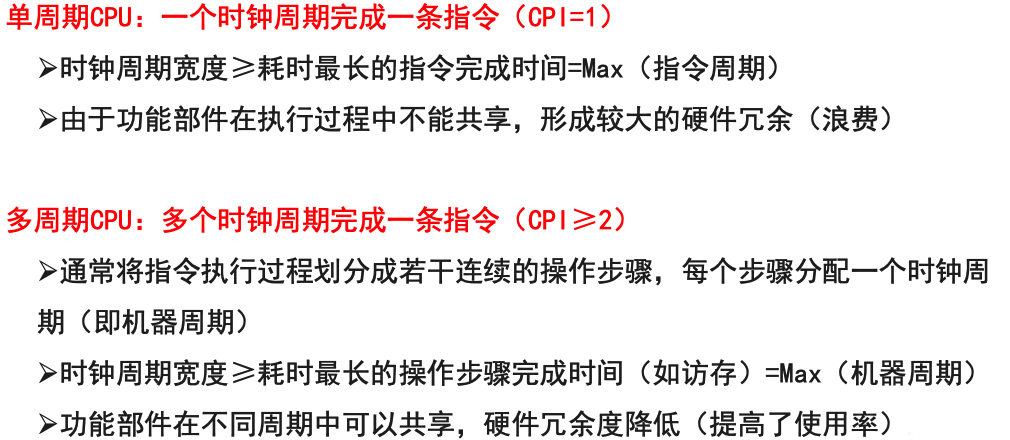 单周期CPU：一个时钟周期完成一条指令（CPI=1）
➢时钟周期宽度≥耗时最长的指令完成时间=Max（指令周期）
➢由于功能部件在执行过程中不能共享，形成较大的硬件冗余（浪费）
多周期CPU：多个时钟周期完成一条指令（CPI≥2）
➢通常将指令执行过程划分成若干连续的操作步骤，每个步骤分配一个时钟周
期（即机器周期）
➢时钟周期宽度≥耗时最长的操作步骤完成时间（如访存）=Max（机器周期）
➢功能部件在不同周期中可以共享，硬件冗余度降低（提高了使用率）